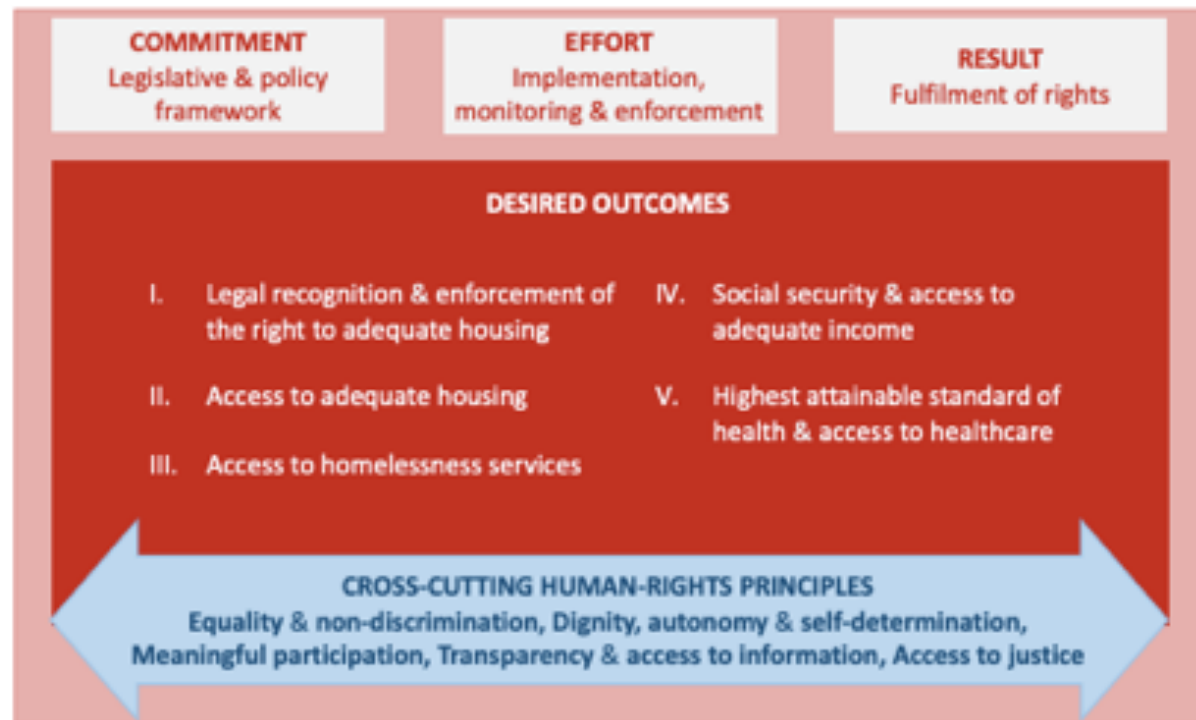 COMMITMENT
Legislative & policy
framework
EFFORT
Implementation,
monitoring & enforcement
RESULT
Fulfilment of rights
DESIRED OUTCOMES
I. Legal recognition & enforcement of
the right to adequate housing
II. Access to adequate housing
III. Access to homelessness services
IV. Social security & access to
adequate income
V. Highest attainable standard of
health & access to healthcare
CROSS-CUTTING HUMAN-RIGHTS PRINCIPLES
Equality & non-discrimination, Dignity, autonomy & self-determination,
Meaningful participation, Transparency & access to information, Access to justice